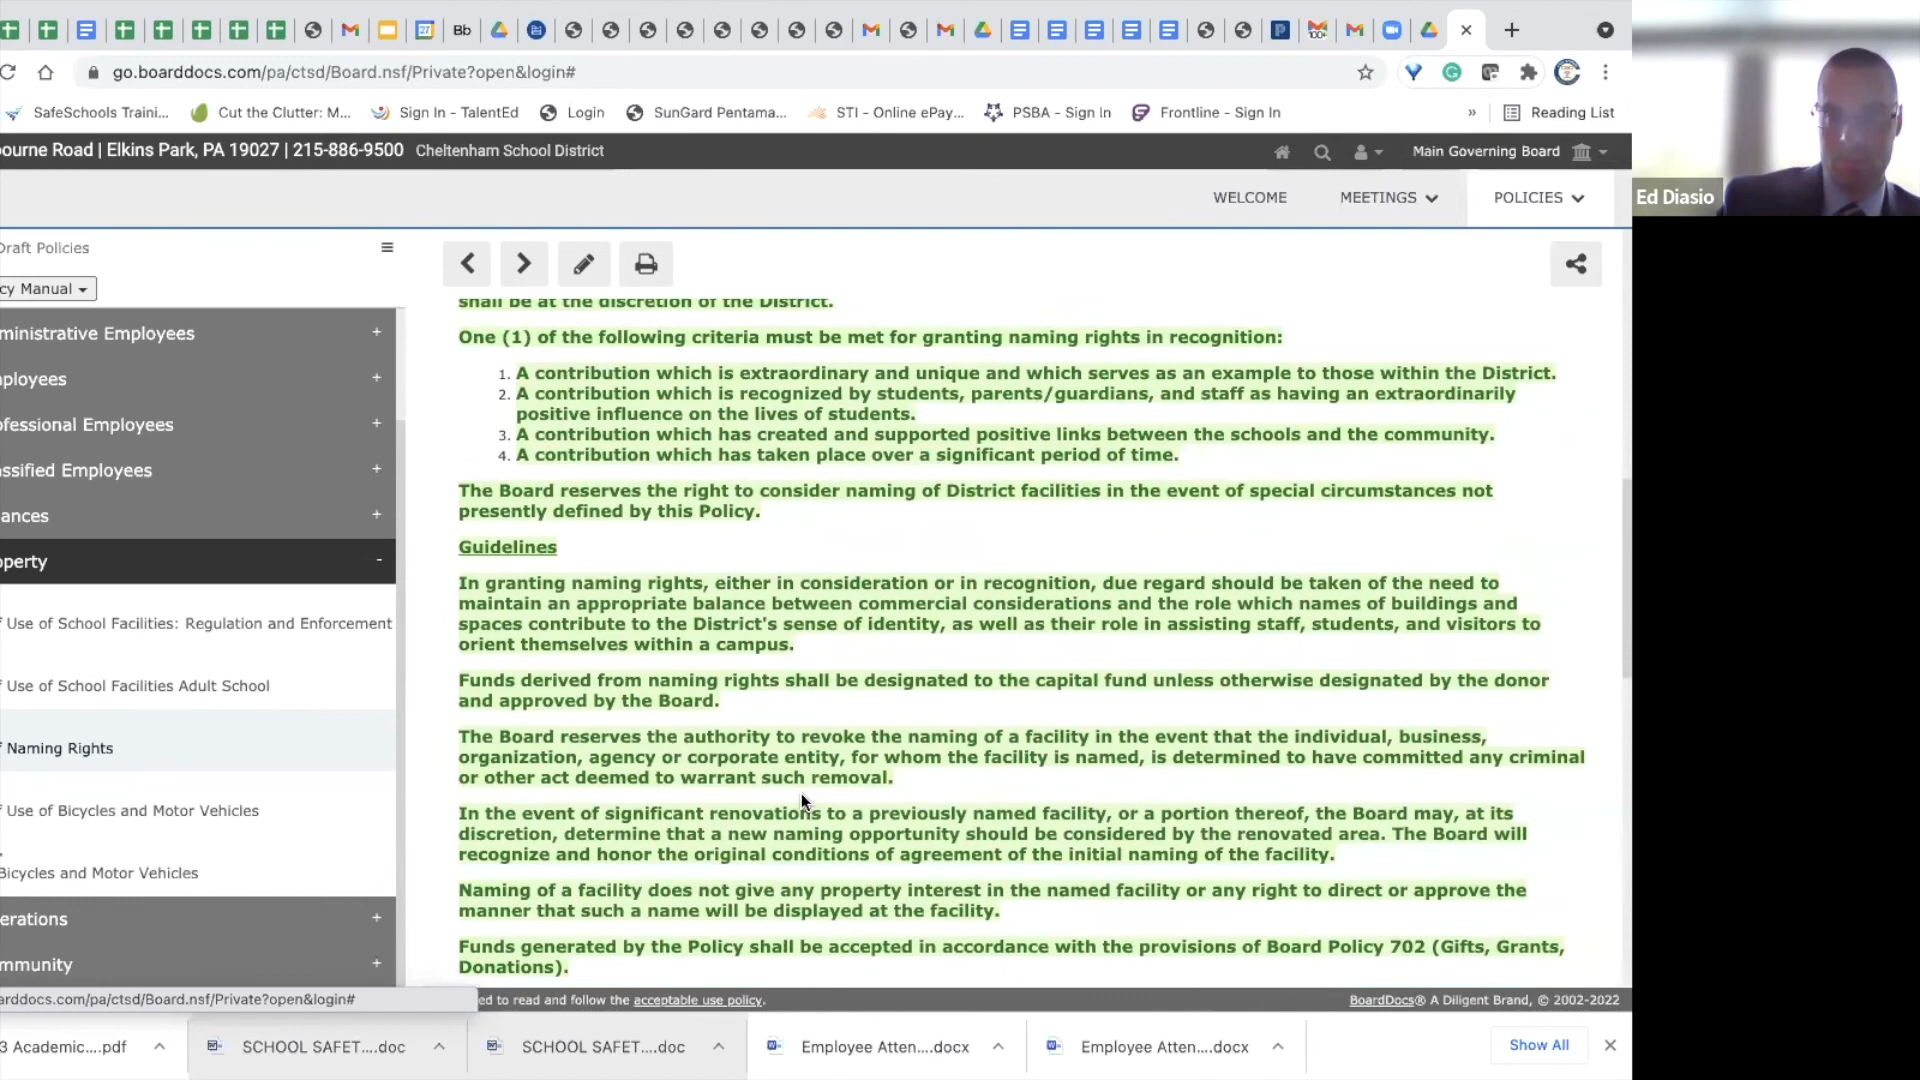 27
Bb
100+
go.boarddocs.com/pa/ctsd/Board.nsf/Private?open&login#
SafeSchools Traini...
Cut the Clutter: M...
Sign In - TalentEd
Login
SunGard Pentama...
STI - Online ePay...
PSBA - Sign In
Frontline - Sign In
»
Reading List
ourne Road | Elkins Park, PA 19027 | 215-886-9500 Cheltenham School District
Main Governing Board
Ed Diasio
WELCOME
MEETINGS
POLICIES
Draft Policies
cy Manual
ministrative Employees +
ployees +
ofessional Employees +
assified Employees +
ances +
operty -
f Use of School Facilities: Regulation and Enforcement
f Use of School Facilities Adult School
f Naming Rights
f Use of Bicycles and Motor Vehicles
Bicycles and Motor Vehicles
erations +
mmunity +
shall be at the discretion of the District.
One (1) of the following criteria must be met for granting naming rights in recognition:
1. A contribution which is extraordinary and unique and which serves as an example to those within the District.
2. A contribution which is recognized by students, parents/guardians, and staff as having an extraordinarily
positive influence on the lives of students.
3. A contribution which has created and supported positive links between the schools and the community.
4. A contribution which has taken place over a significant period of time.
The Board reserves the right to consider naming of District facilities in the event of special circumstances not
presently defined by this Policy.
Guidelines
In granting naming rights, either in consideration or in recognition, due regard should be taken of the need to
maintain an appropriate balance between commercial considerations and the role which names of buildings and
spaces contribute to the District's sense of identity, as well as their role in assisting staff, students, and visitors to
orient themselves within a campus.
Funds derived from naming rights shall be designated to the capital fund unless otherwise designated by the donor
and approved by the Board.
The Board reserves the authority to revoke the naming of a facility in the event that the individual, business,
organization, agency or corporate entity, for whom the facility is named, is determined to have committed any criminal
or other act deemed to warrant such removal.
In the event of significant renovations to a previously named facility, or a portion thereof, the Board may, at its
discretion, determine that a new naming opportunity should be considered by the renovated area. The Board will
recognize and honor the original conditions of agreement of the initial naming of the facility.
Naming of a facility does not give any property interest in the named facility or any right to direct or approve the
manner that such a name will be displayed at the facility.
Funds generated by the Policy shall be accepted in accordance with the provisions of Board Policy 702 (Gifts, Grants,
Donations).
arddocs.com/pa/ctsd/Board.nsf/Private?open&login#
ed to read and follow the acceptable use policy.
BoardDocs® A Diligent Brand, © 2002-2022
3 Academic....pdf
SCHOOL SAFET....doc
SCHOOL SAFET....doc
Employee Atten....docx
Employee Atten....docx
Show All